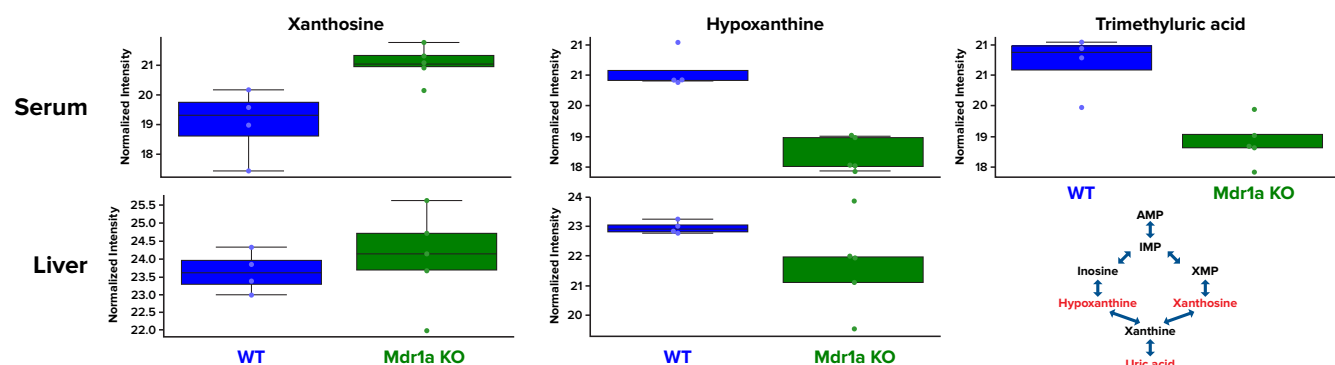 Xanthosine
Hypoxanthine
Trimethyluric acid
Serum
Normalized Intensity
21
20
19
18
Normalized Intensity
21
21
20
19
18
Normalized Intensity
21
21
20
19
18
WT
Mdr1a KO
Liver
Normalized Intensity
25.5
25.0
24.5
24.0
23.5
23.0
22.5
22.0
WT
Mdr1a KO
Normalized Intensity
24
23
22
21
20
WT
Mdr1a KO
AMP
IMP
Inosine
XMP
Hypoxanthine
Xanthosine
Xanthine
Uric acid